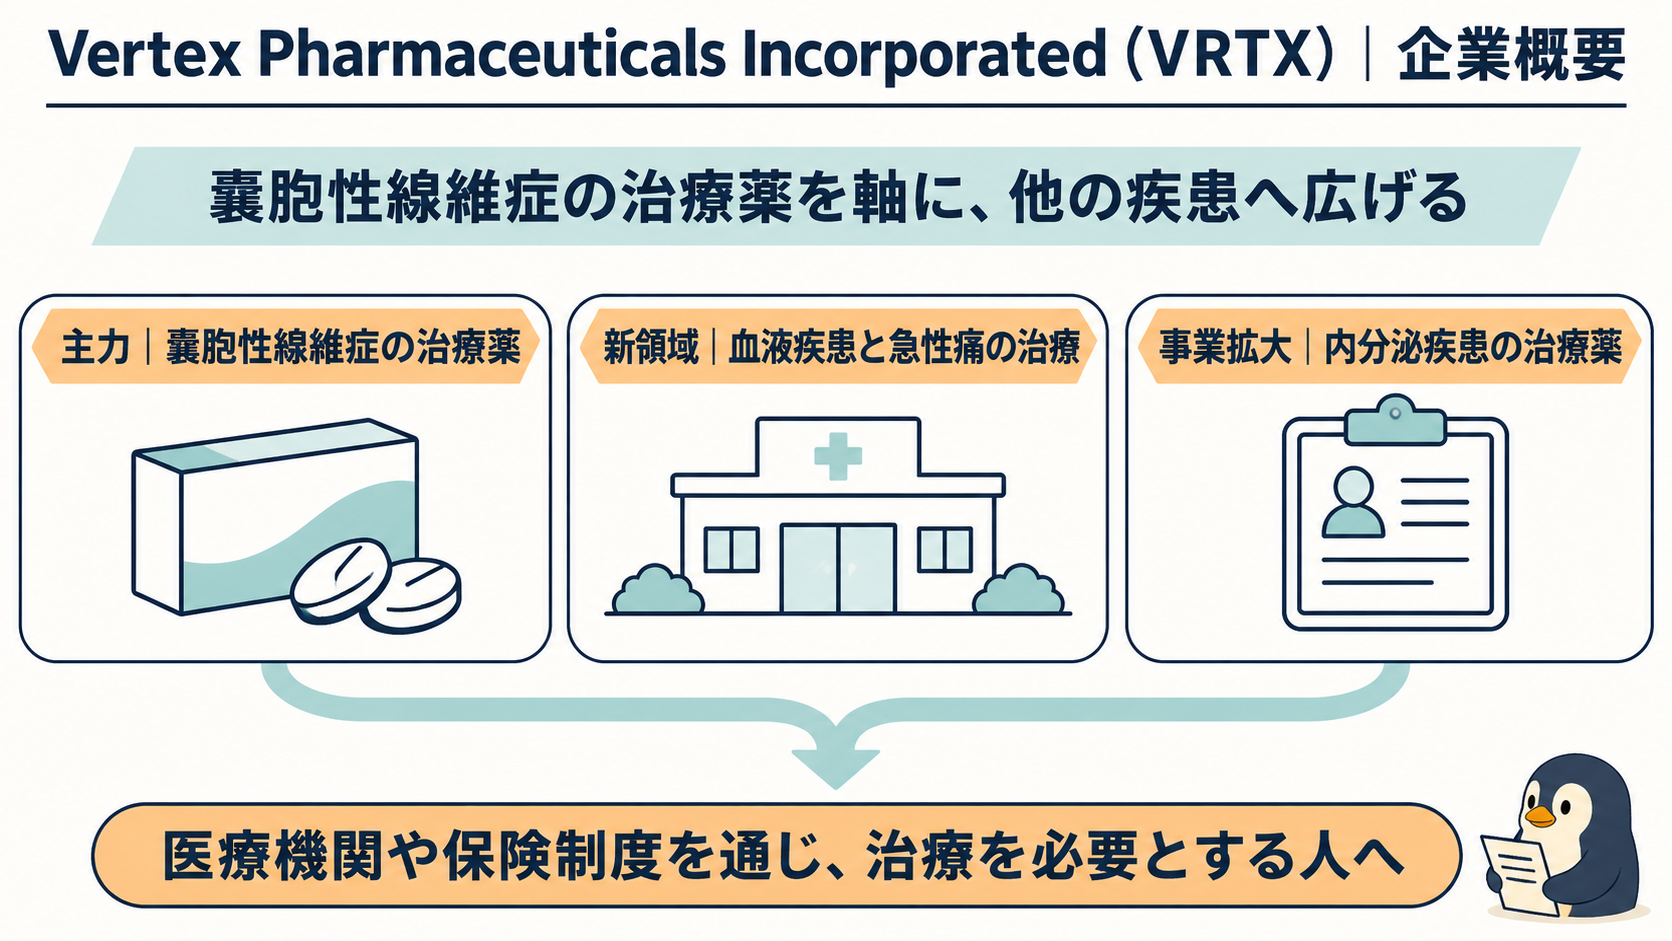 Vertex Pharmaceuticals Incorporated（VRTX）｜企業概要
嚢胞性線維症の治療薬を軸に、他の疾患へ広げる
主力｜嚢胞性線維症の治療薬
新領域｜血液疾患と急性痛の治療
事業拡大｜内分泌疾患の治療薬
医療機関や保険制度を通じ、治療を必要とする人へ